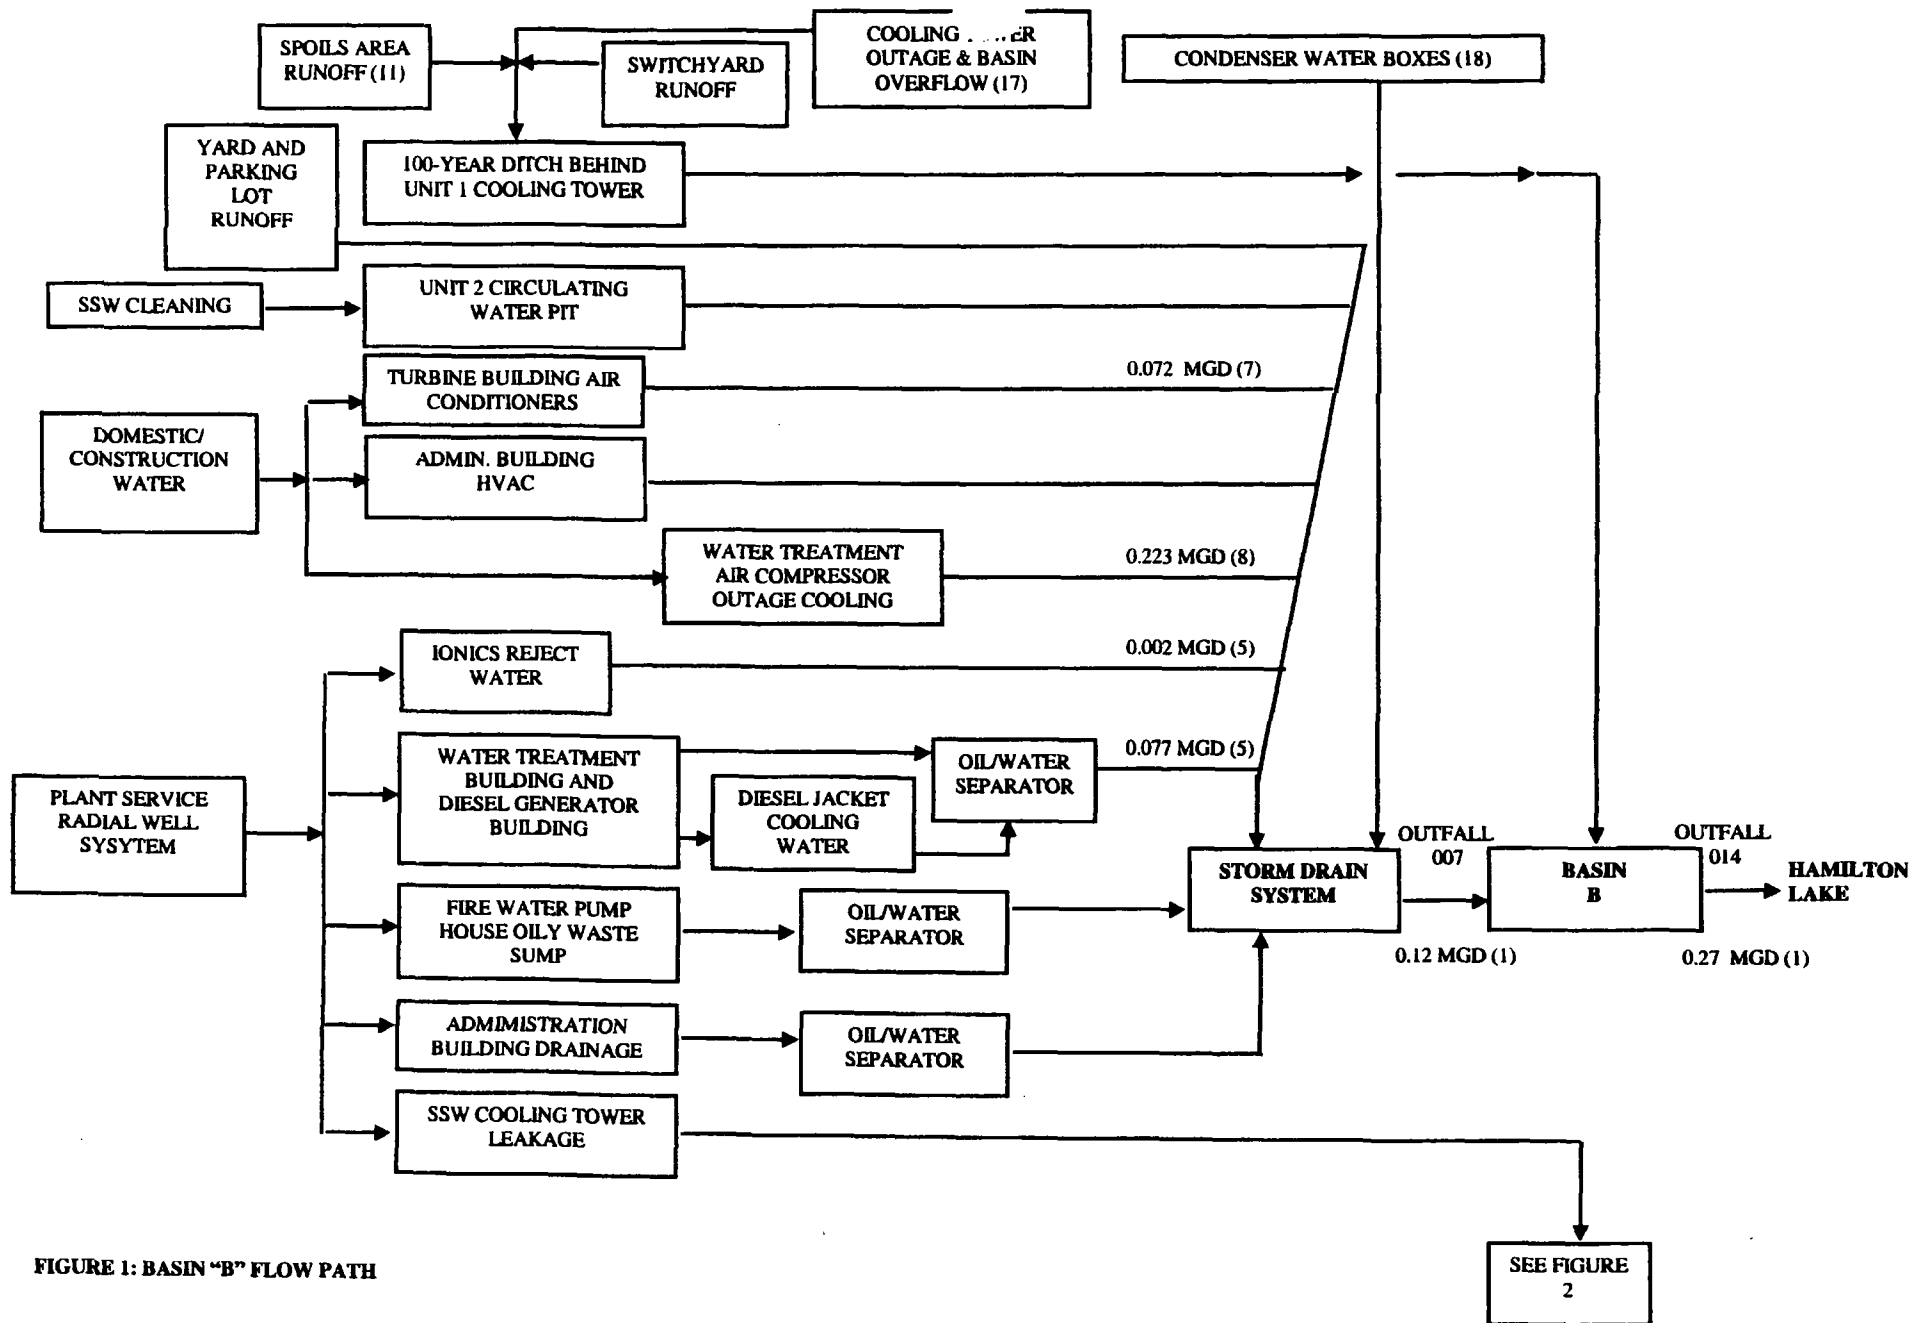 SPOILS AREA
RUNOFF (11)
SWITCHYARD
RUNOFF
COOLING
OUTAGE & BASIN
OVERFLOW (17)
CONDENSER WATER BOXES (18)
YARD AND
PARKING
LOT
RUNOFF
100-YEAR DITCH BEHIND
UNIT 1 COOLING TOWER
SSW CLEANING
UNIT 2 CIRCULATING
WATER PIT
TURBINE BUILDING AIR
CONDITIONERS
0.072 MGD (7)
DOMESTIC/
CONSTRUCTION
WATER
ADMIN. BUILDING
HVAC
WATER TREATMENT
AIR COMPRESSOR
OUTAGE COOLING
0.223 MGD (8)
IONICS REJECT
WATER
0.002 MGD (5)
PLANT SERVICE
RADIAL WELL
SYSYTEM
WATER TREATMENT
BUILDING AND
DIESEL GENERATOR
BUILDING
DIESEL JACKET
COOLING
WATER
OIL/WATER
SEPARATOR
0.077 MGD (5)
FIRE WATER PUMP
HOUSE OILY WASTE
SUMP
OIL/WATER
SEPARATOR
STORM DRAIN
SYSTEM
OUTFALL
007
0.12 MGD (1)
BASIN
B
OUTFALL
014
0.27 MGD (1)
HAMILTON
LAKE
ADMIMISTRATION
BUILDING DRAINAGE
OIL/WATER
SEPARATOR
SSW COOLING TOWER
LEAKAGE
SEE FIGURE
2
FIGURE 1: BASIN “B” FLOW PATH